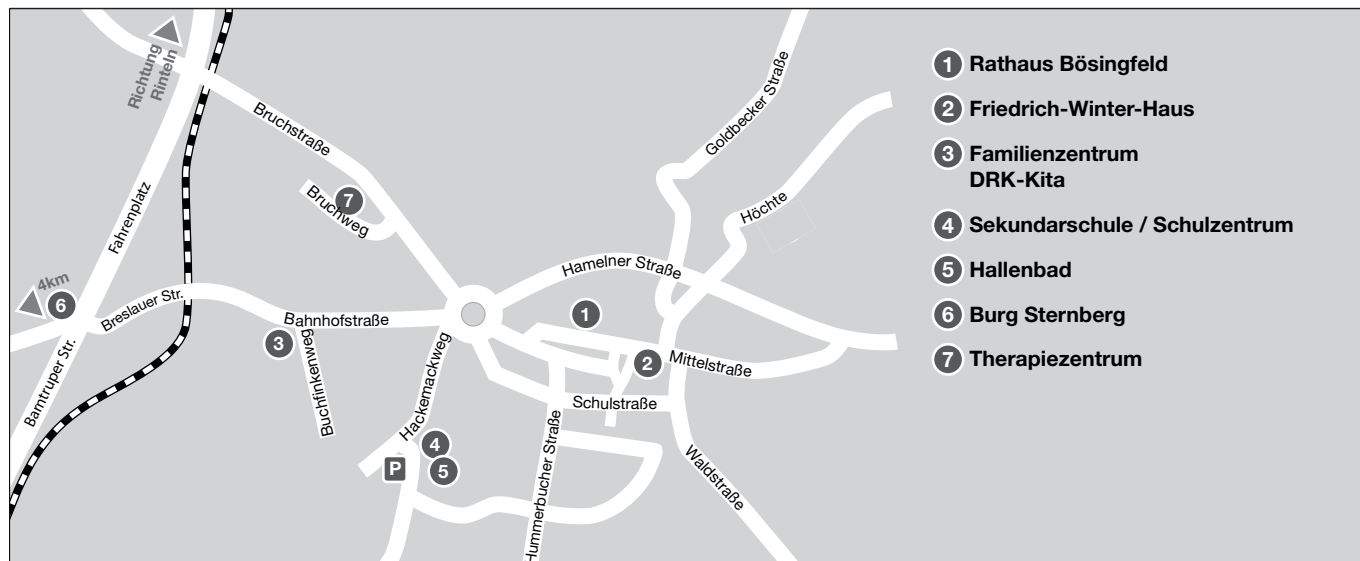 Richtung
Rinteln
Bruchstraße
Goldbecker Straße
Fahrenplatz
7
Bruchweg
Höchte
4km
6
Breslauer Str.
Hamelner Straße
Bahnhofstraße
1
3
Barntruper Str.
Buchfinkenweg
Hackemackweg
2
Mittelstraße
Schulstraße
4
P
5
Hummerbucher Straße
Waldstraße
1 Rathaus Bösingfeld
2 Friedrich-Winter-Haus
3 Familienzentrum
DRK-Kita
4 Sekundarschule / Schulzentrum
5 Hallenbad
6 Burg Sternberg
7 Therapiezentrum